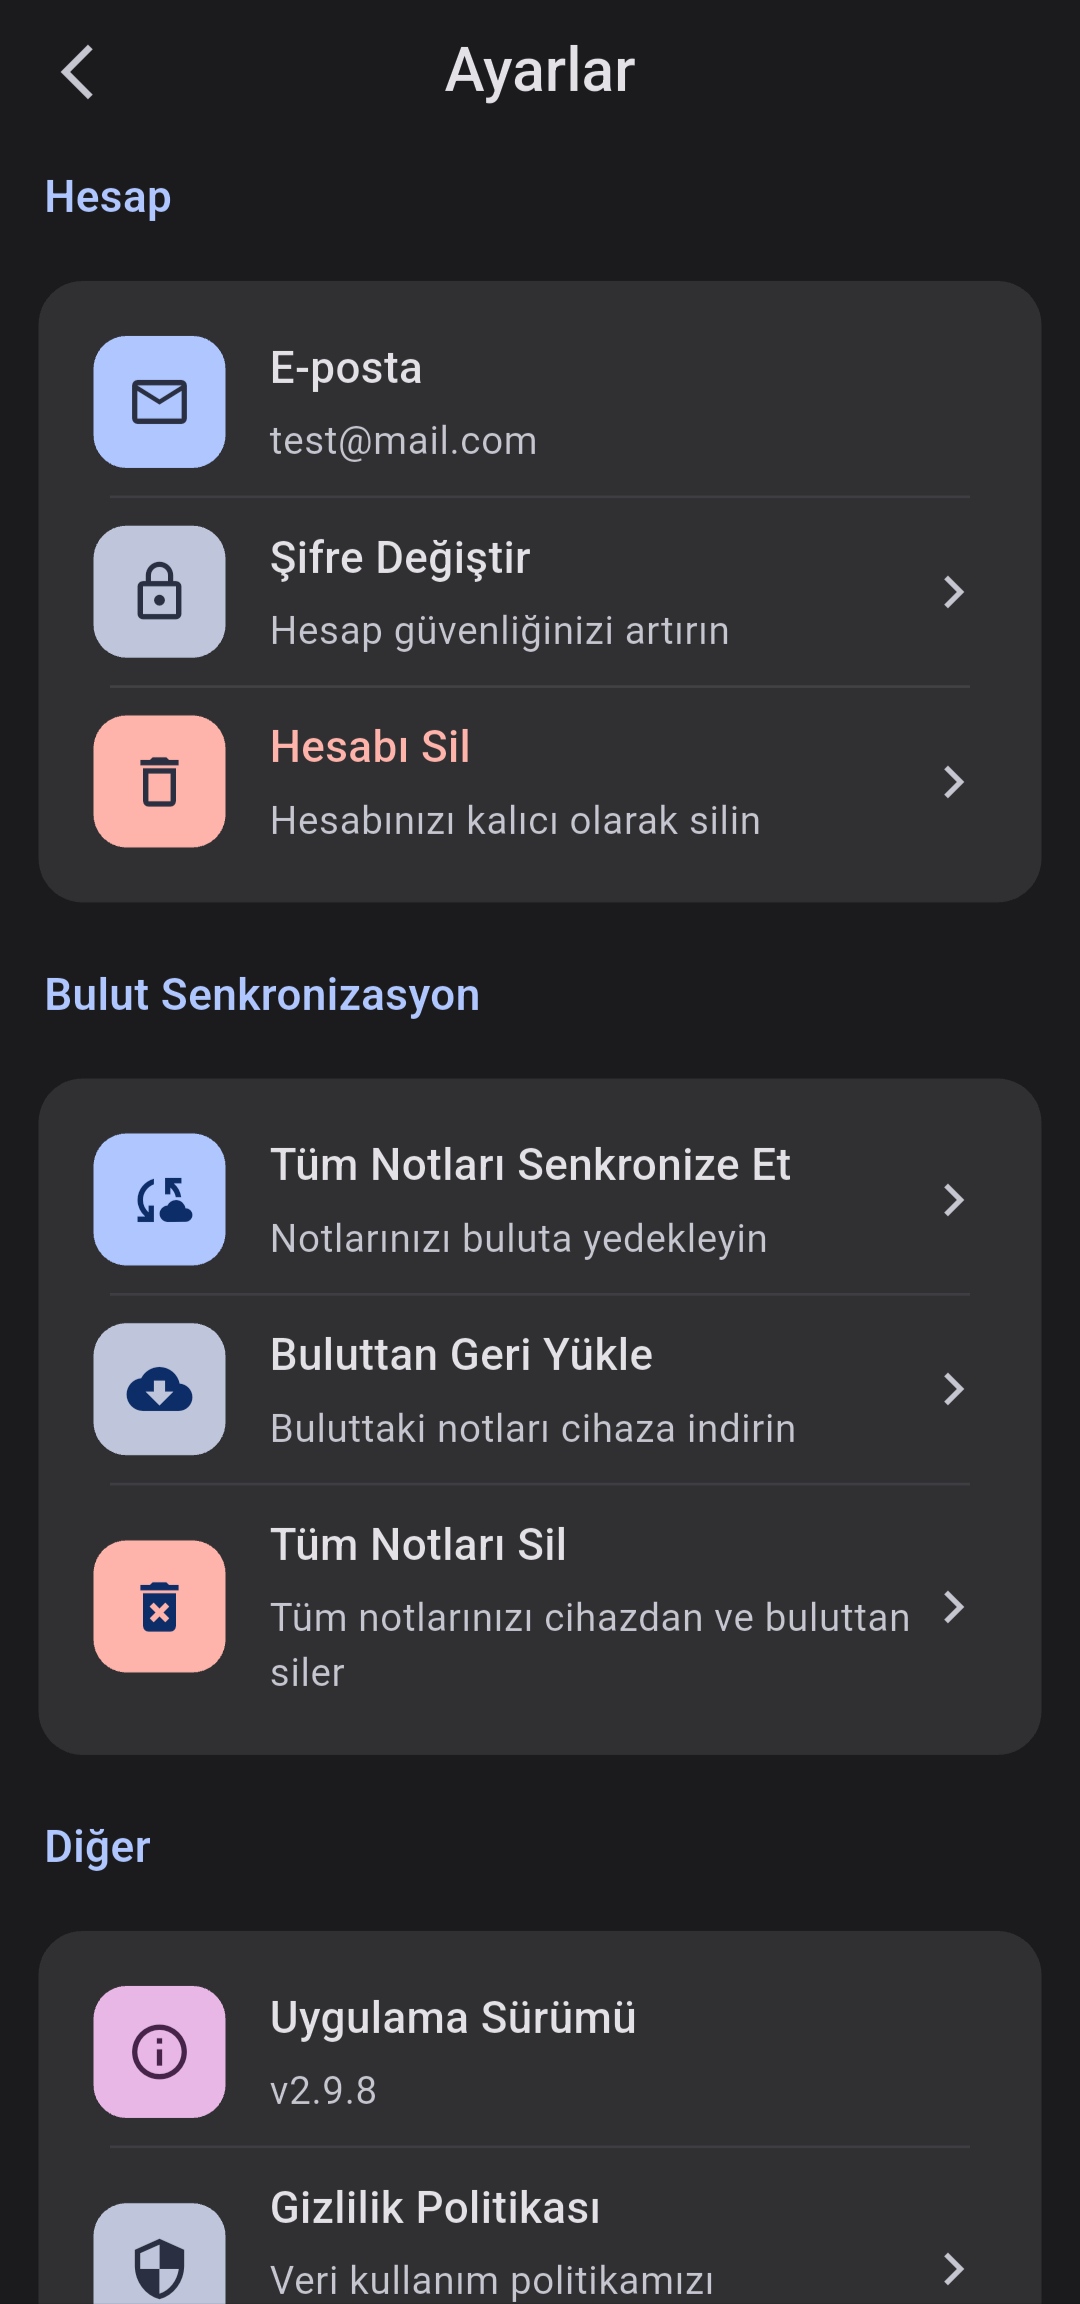 Ayarlar
Hesap
E-posta
test@mail.com
Şifre Değiştir
Hesap güvenliğinizi artırın
Hesabı Sil
Hesabınızı kalıcı olarak silin
Bulut Senkronizasyon
Tüm Notları Senkronize Et
Notlarınızı buluta yedekleyin
Buluttan Geri Yükle
Buluttaki notları cihaza indirin
Tüm Notları Sil
Tüm notlarınızı cihazdan ve buluttan
siler
Diğer
Uygulama Sürümü
v2.9.8
Gizlilik Politikası
Veri kullanım politikamızı